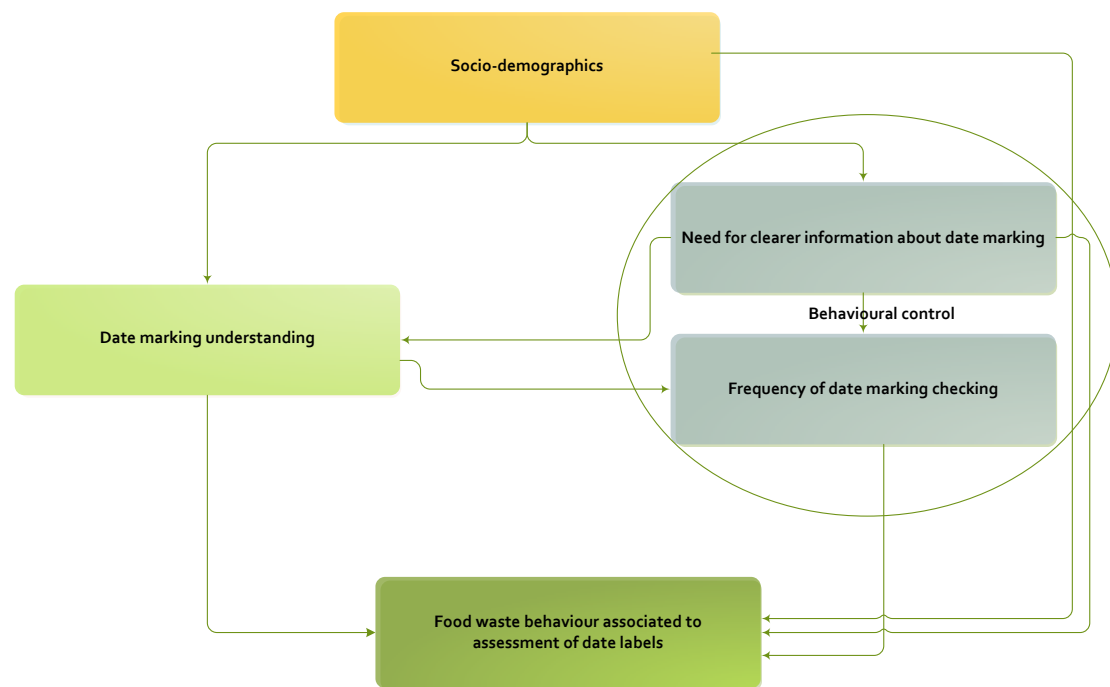 Socio-demographics
Need for clearer information about date marking
Behavioural control
Date marking understanding
Frequency of date marking checking
Food waste behaviour associated to
assessment of date labels